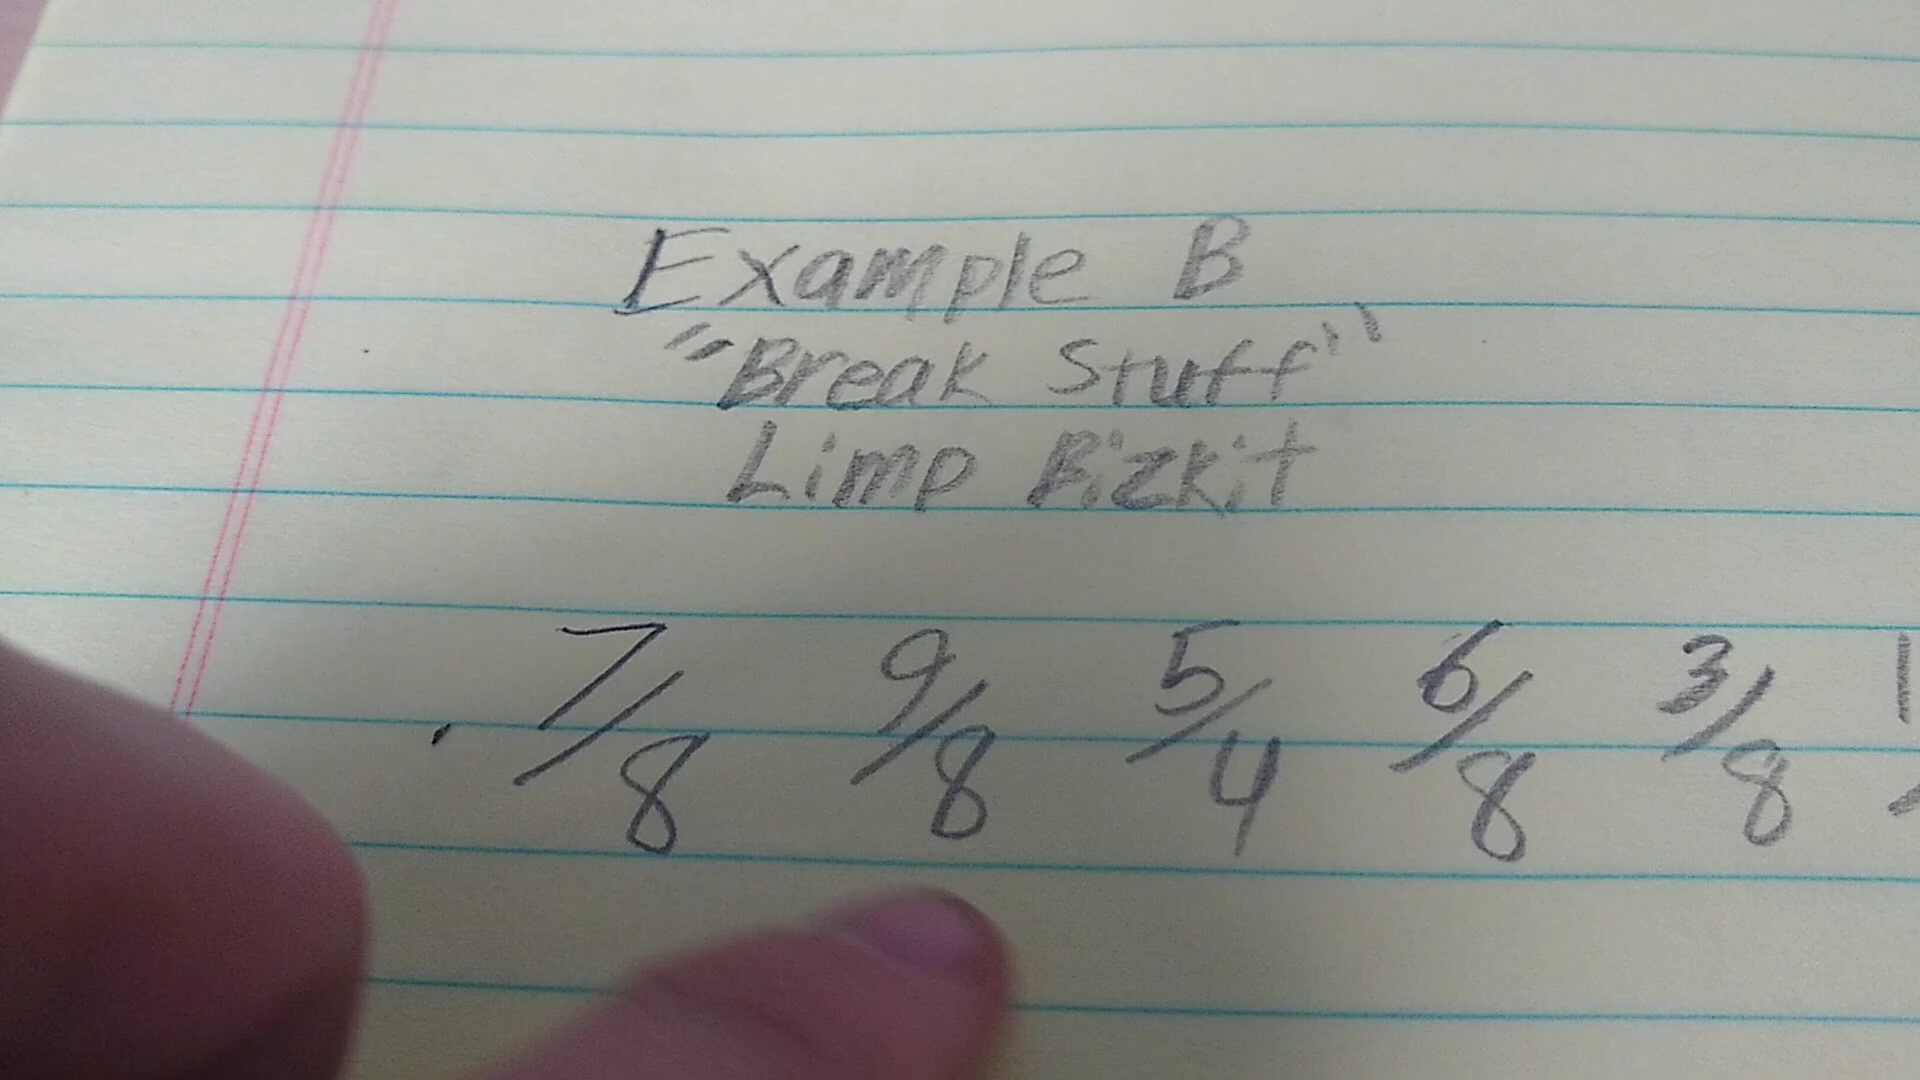 Example B
"Break Stuff"
Limp Bizkit
7/8 9/8 5/4 6/8 3/8